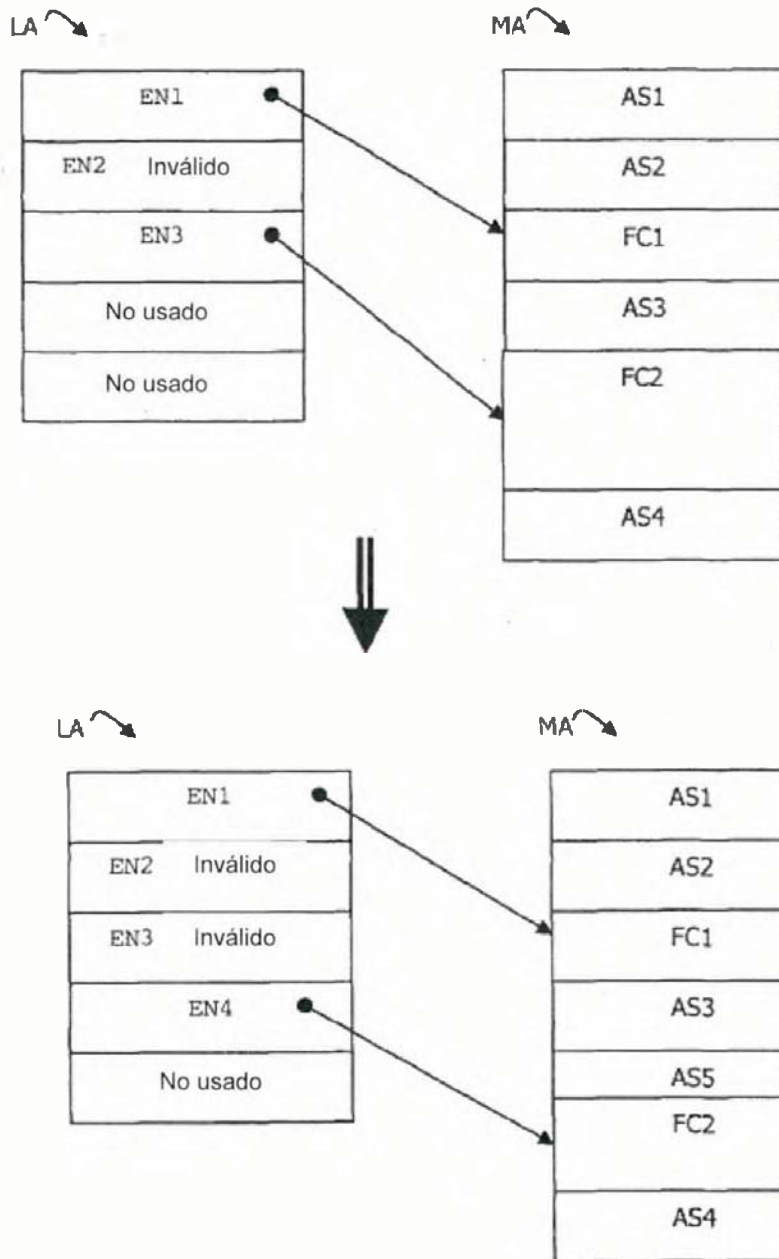 LA
MA
EN1
EN2 Inválido
EN3
No usado
No usado
AS1
AS2
FC1
AS3
FC2
AS4
LA
MA
EN1
EN2 Inválido
EN3 Inválido
EN4
No usado
AS1
AS2
FC1
AS3
AS5
FC2
AS4